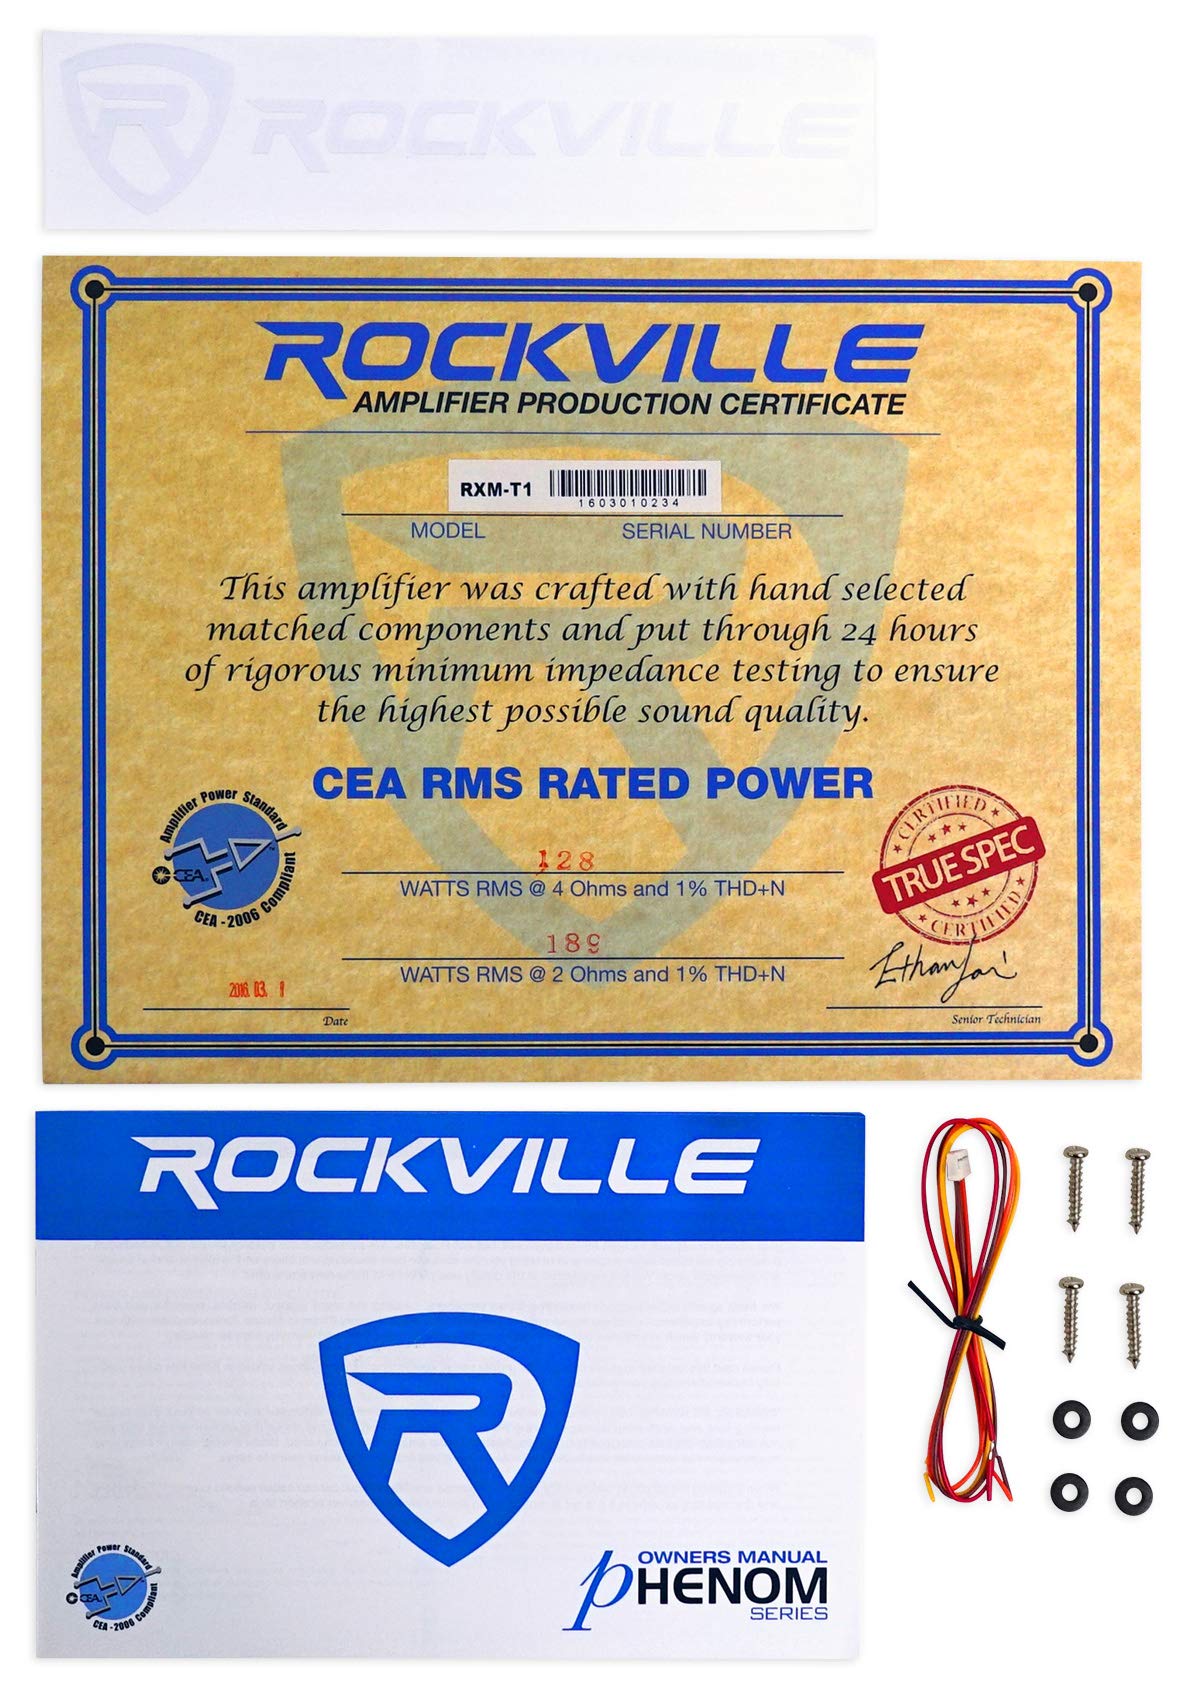 ROCKVILLE
ROCKVILLE
AMPLIFIER PRODUCTION CERTIFICATE
RXM-T1
1603010234
MODEL
SERIAL NUMBER
This amplifier was crafted with hand selected
matched components and put through 24 hours
of rigorous minimum impedance testing to ensure
the highest possible sound quality.
CEA RMS RATED POWER
Amplifier Power Standard
CEA
CEA - 2006 Compliant
128
WATTS RMS @ 4 Ohms and 1% THD+N
189
WATTS RMS @ 2 Ohms and 1% THD+N
CERTIFIED
TRUE SPEC
CERTIFIED
2016. 03. 1
Date
Senior Technician
ROCKVILLE
Amplifier Power Standard
CEA
CEA - 2006 Compliant
OWNERS MANUAL
pHENOM
SERIES